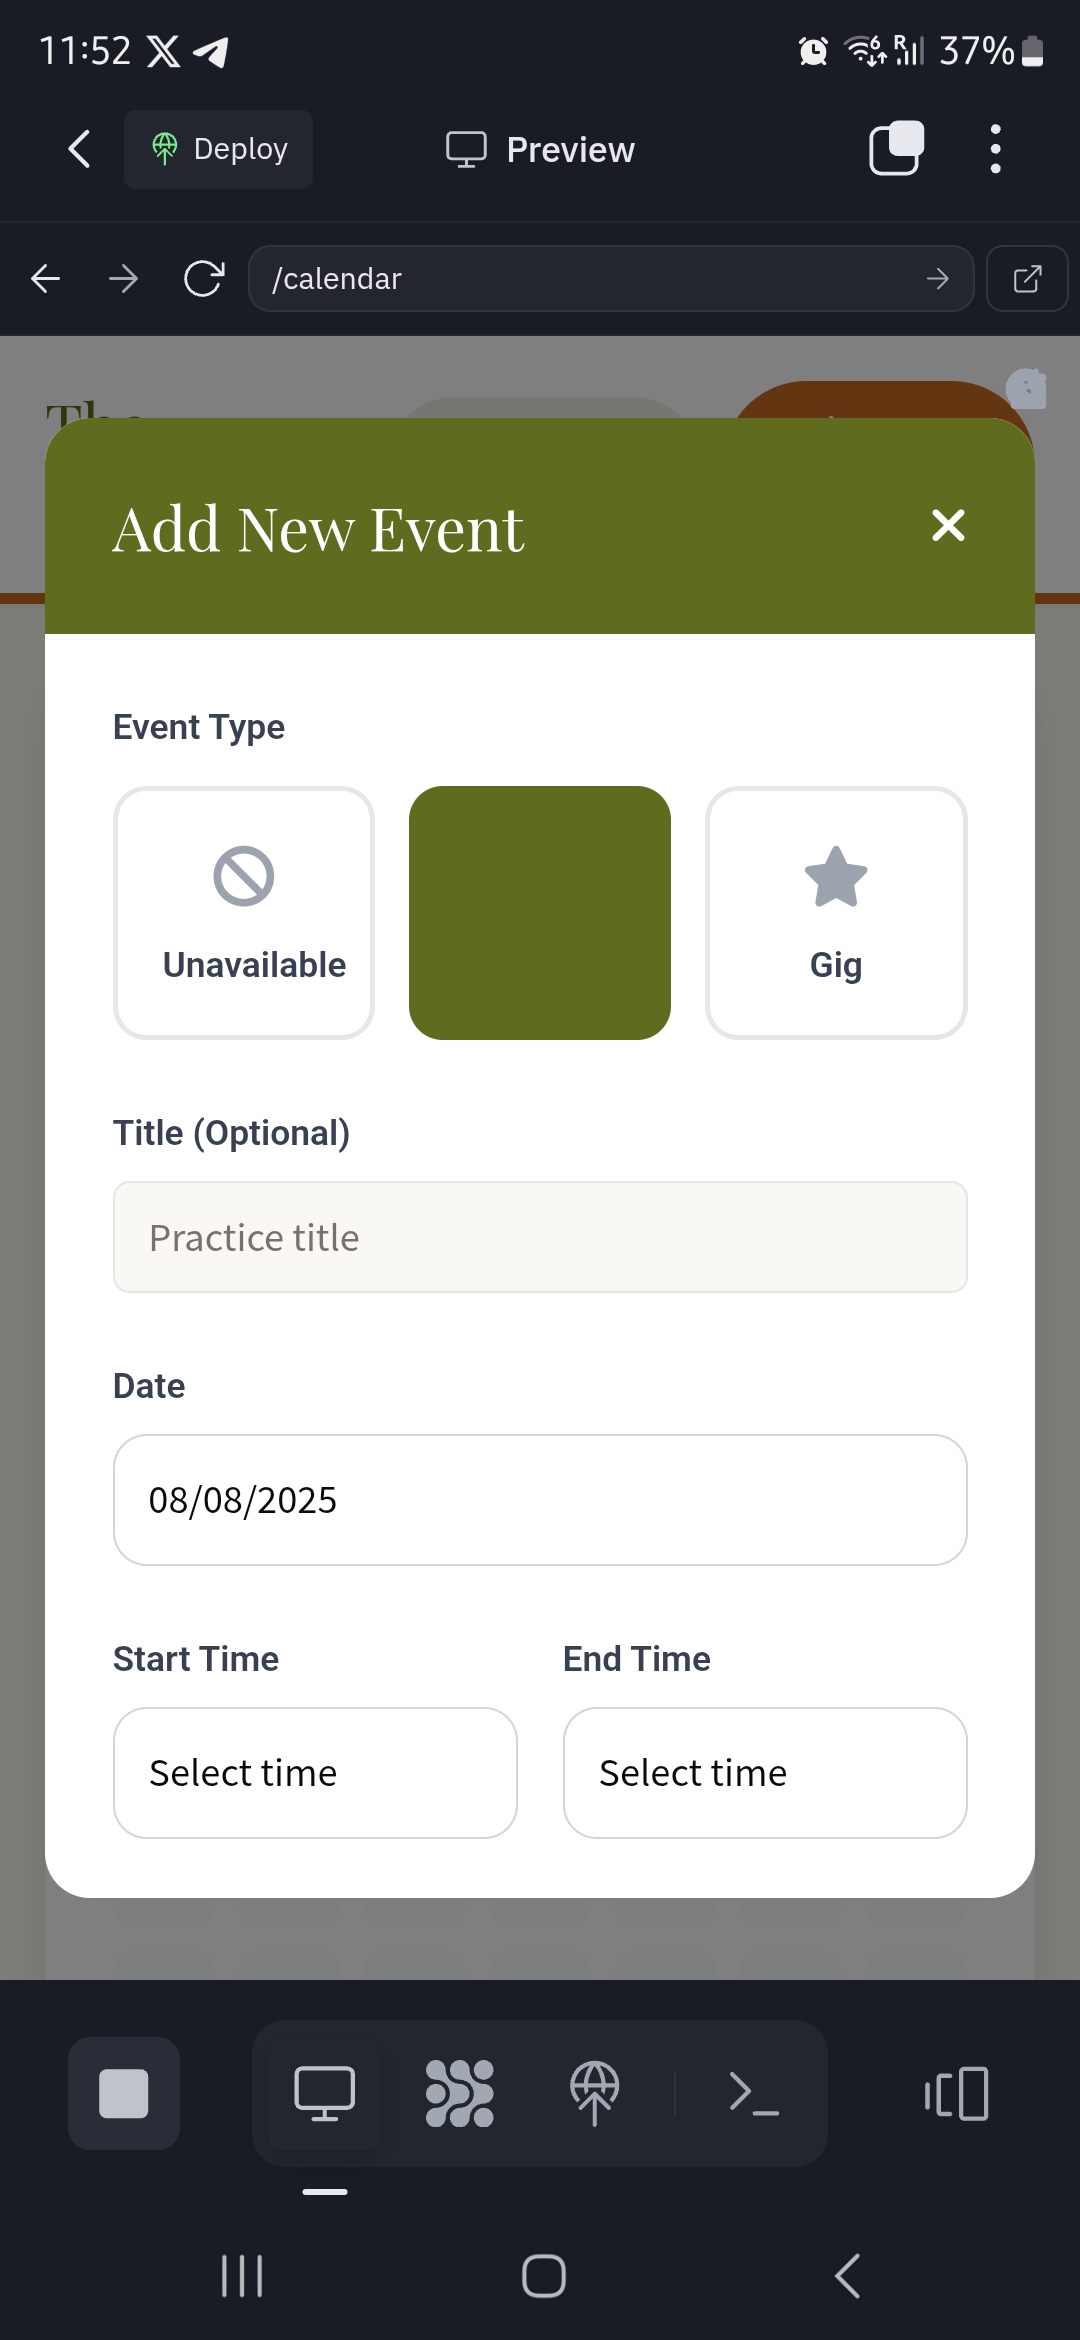 11:52
37%
Deploy
Preview
/calendar
Add New Event
Event Type
Unavailable
Gig
Title (Optional)
Practice title
Date
08/08/2025
Start Time
End Time
Select time
Select time